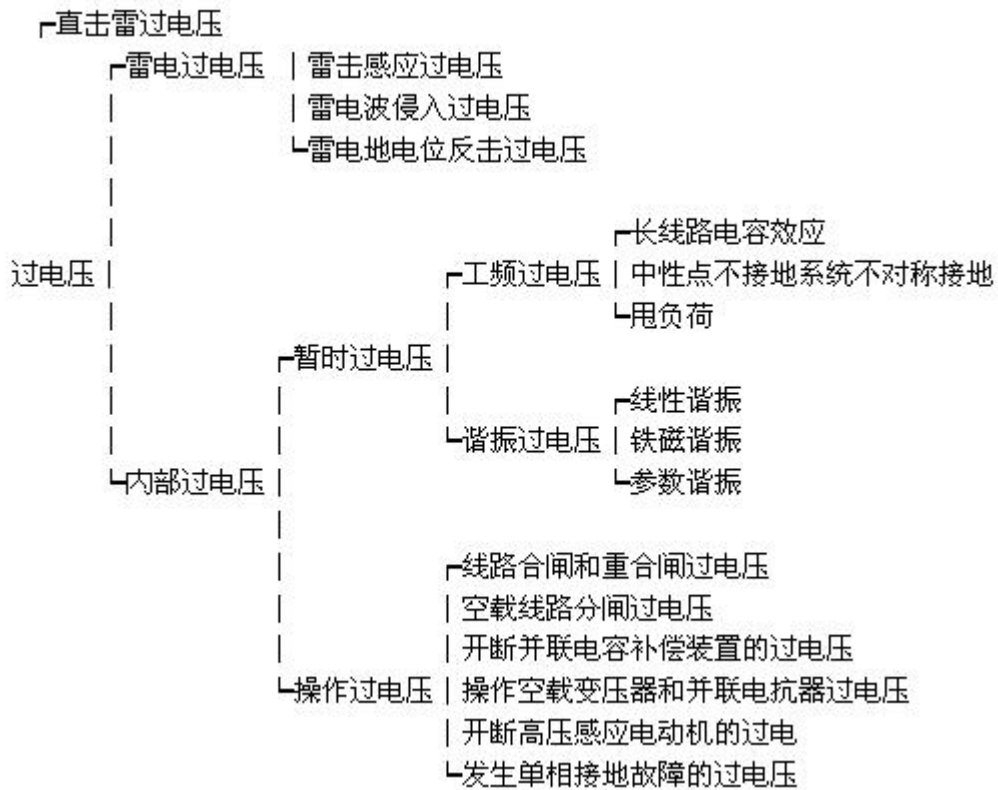 直击雷过电压
雷电过电压 雷击感应过电压
雷电波侵入过电压
雷电地电位反击过电压
长线路电容效应
过电压 工频过电压 中性点不接地系统不对称接地
甩负荷
暂时过电压
线性谐振
谐振过电压 铁磁谐振
内部过电压 参数谐振
线路合闸和重合闸过电压
空载线路分闸过电压
开断并联电容补偿装置的过电压
操作过电压 操作空载变压器和并联电抗器过电压
开断高压感应电动机的过电
发生单相接地故障的过电压